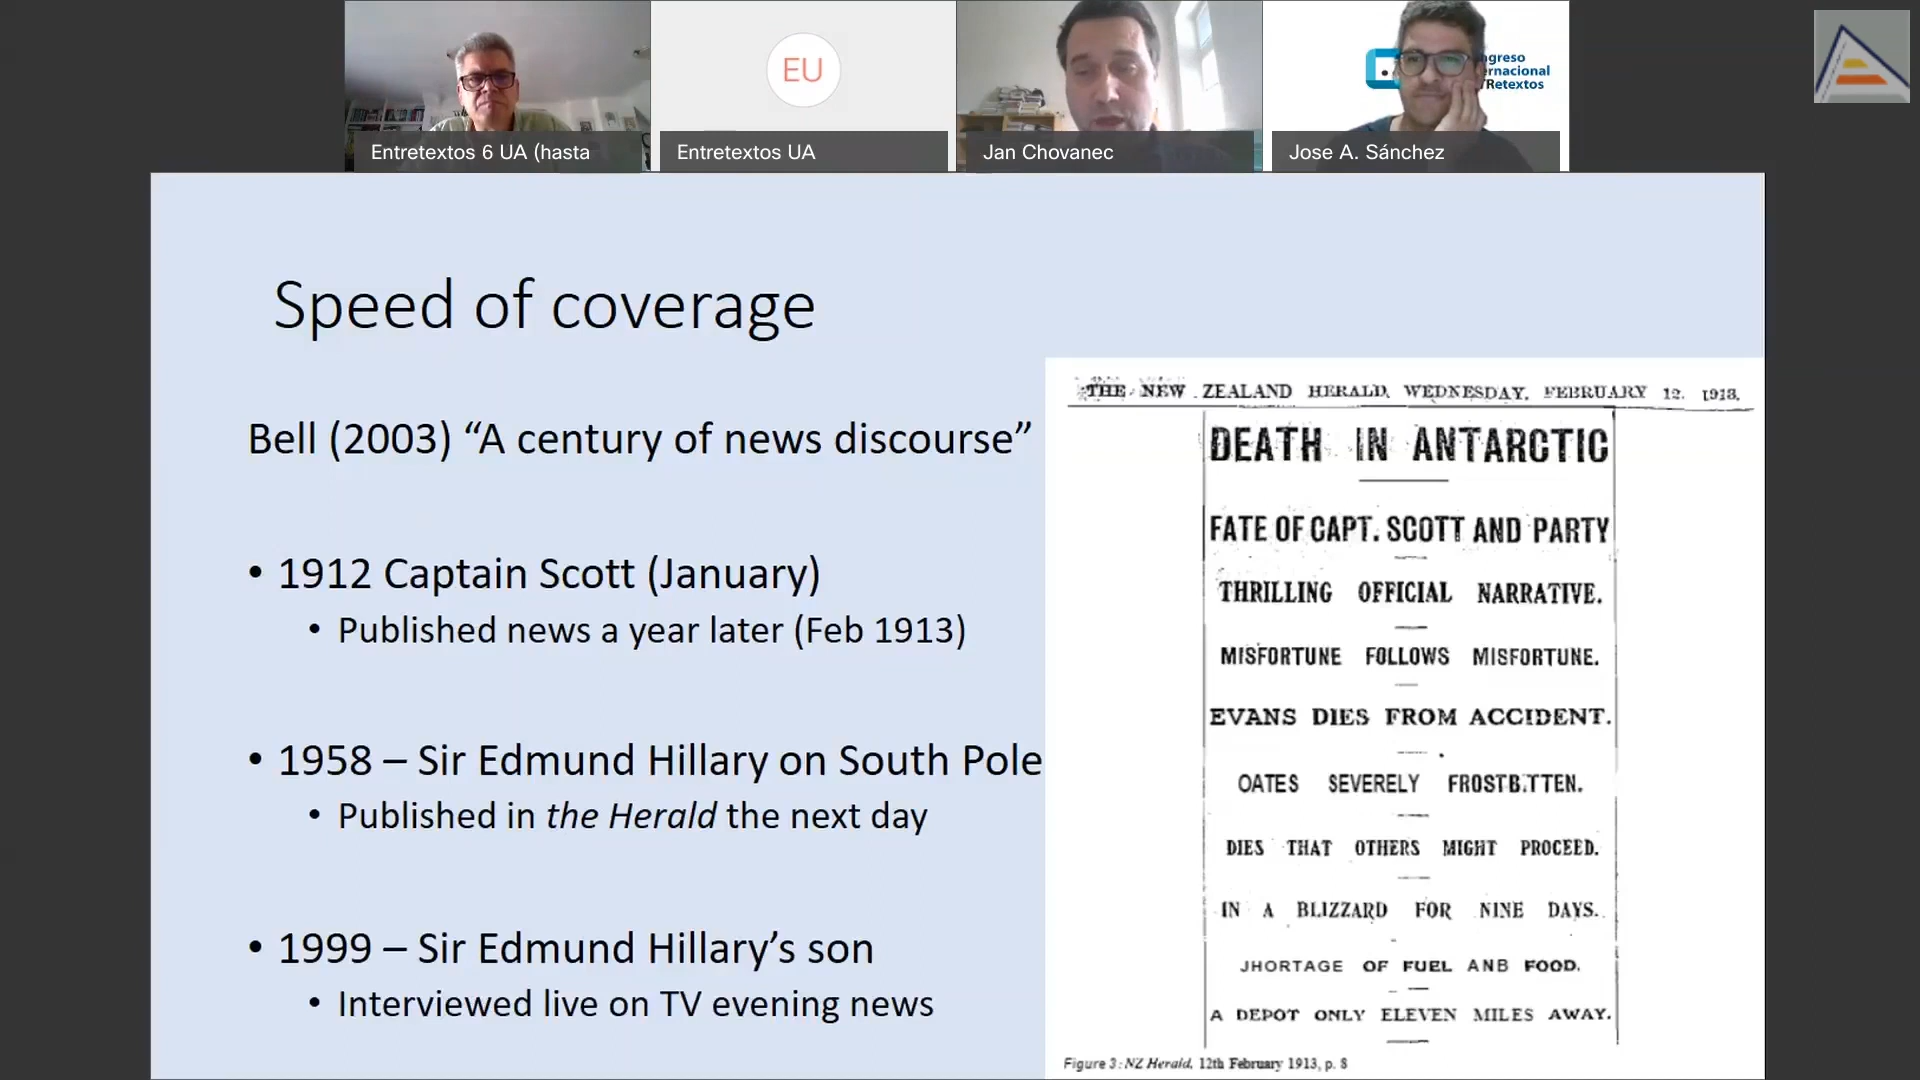 EU
ngreso
ernacional
TRetextos
Entretextos 6 UA (hasta
Entretextos UA
Jan Chovanec
Jose A. Sánchez
Speed of coverage
Bell (2003) “A century of news discourse”
• 1912 Captain Scott (January)
• Published news a year later (Feb 1913)
• 1958 – Sir Edmund Hillary on South Pole
• Published in the Herald the next day
• 1999 – Sir Edmund Hillary’s son
• Interviewed live on TV evening news
THE NEW ZEALAND HERALD, WEDNESDAY, FEBRUARY 12, 1913.
DEATH IN ANTARCTIC
FATE OF CAPT. SCOTT AND PARTY
THRILLING OFFICIAL NARRATIVE.
MISFORTUNE FOLLOWS MISFORTUNE.
EVANS DIES FROM ACCIDENT.
OATES SEVERELY FROSTBITTEN.
DIES THAT OTHERS MIGHT PROCEED.
IN A BLIZZARD FOR NINE DAYS.
JHORTAGE OF FUEL ANB FOOD.
A DEPOT ONLY ELEVEN MILES AWAY.
Figure 3: NZ Herald, 12th February 1913, p. 8